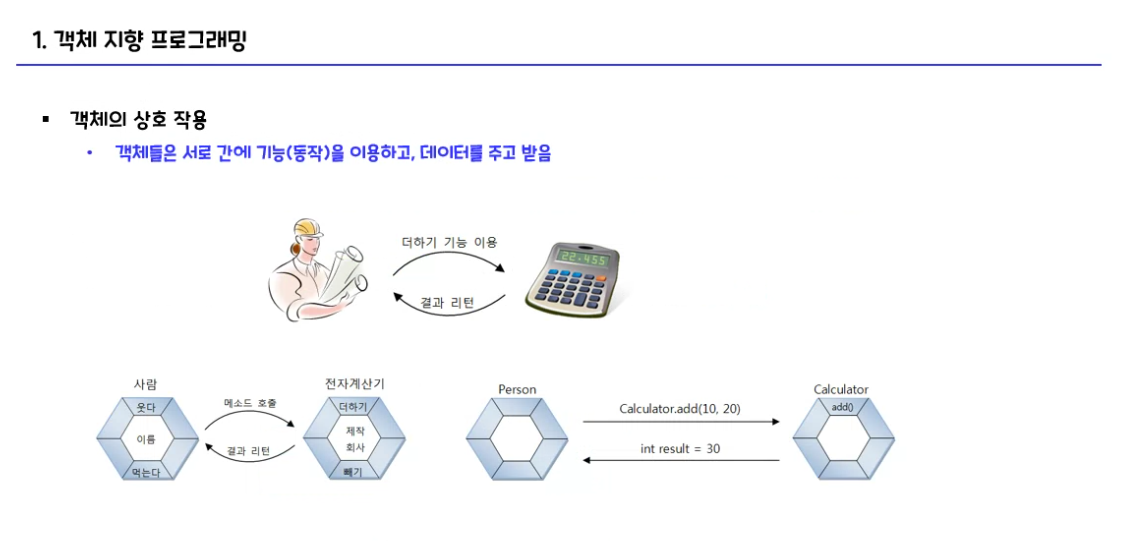 1. 객체 지향 프로그래밍
▪ 객체의 상호 작용
• 객체들은 서로 간에 기능(동작)을 이용하고, 데이터를 주고 받음
더하기 기능 이용
22.455
결과 리턴
사람
웃다
이름
먹는다
메소드 호출
결과 리턴
전자계산기
더하기
제작
회사
빼기
Person
Calculator.add(10, 20)
int result = 30
Calculator
add()